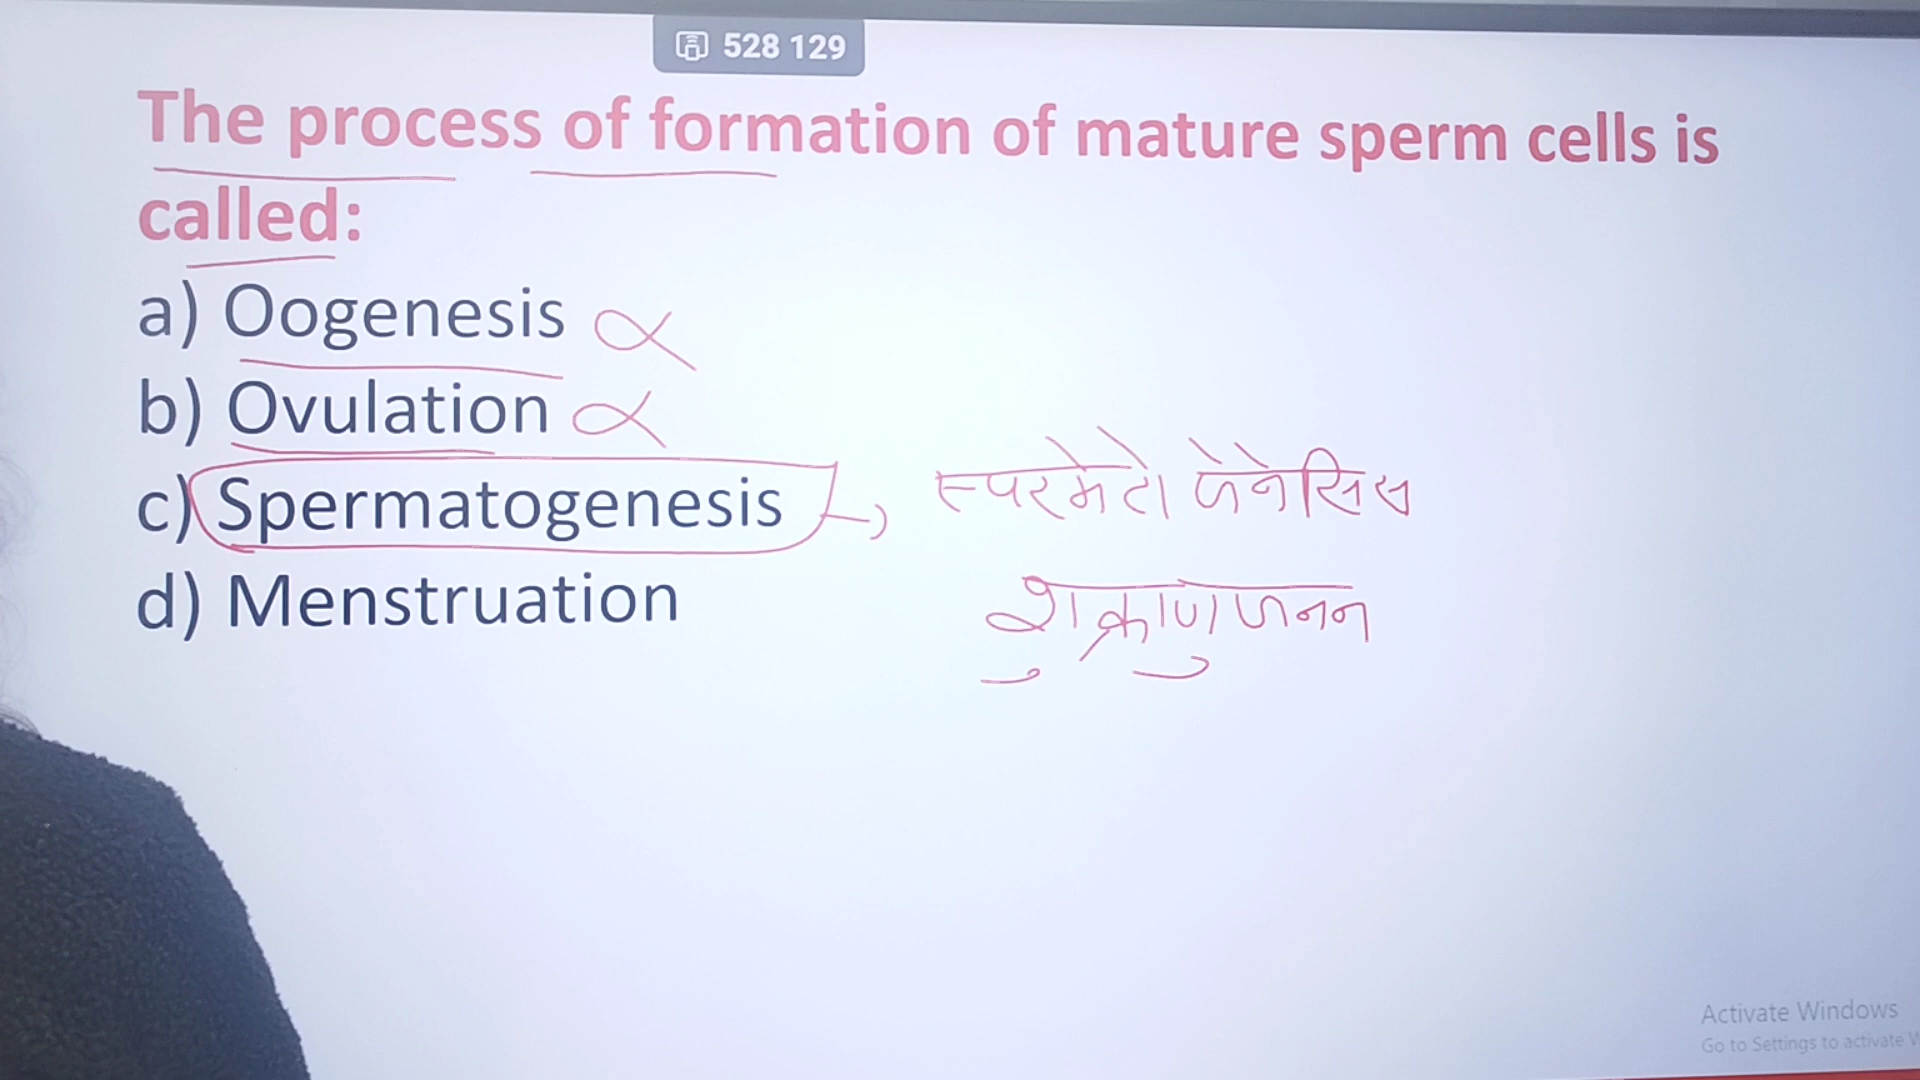 528 129
The process of formation of mature sperm cells is
called:
a) Oogenesis
b) Ovulation
c) Spermatogenesis स्परमेटो जेनेसिस
d) Menstruation शुक्राणुजनन
Activate Windows
Go to Settings to activate W